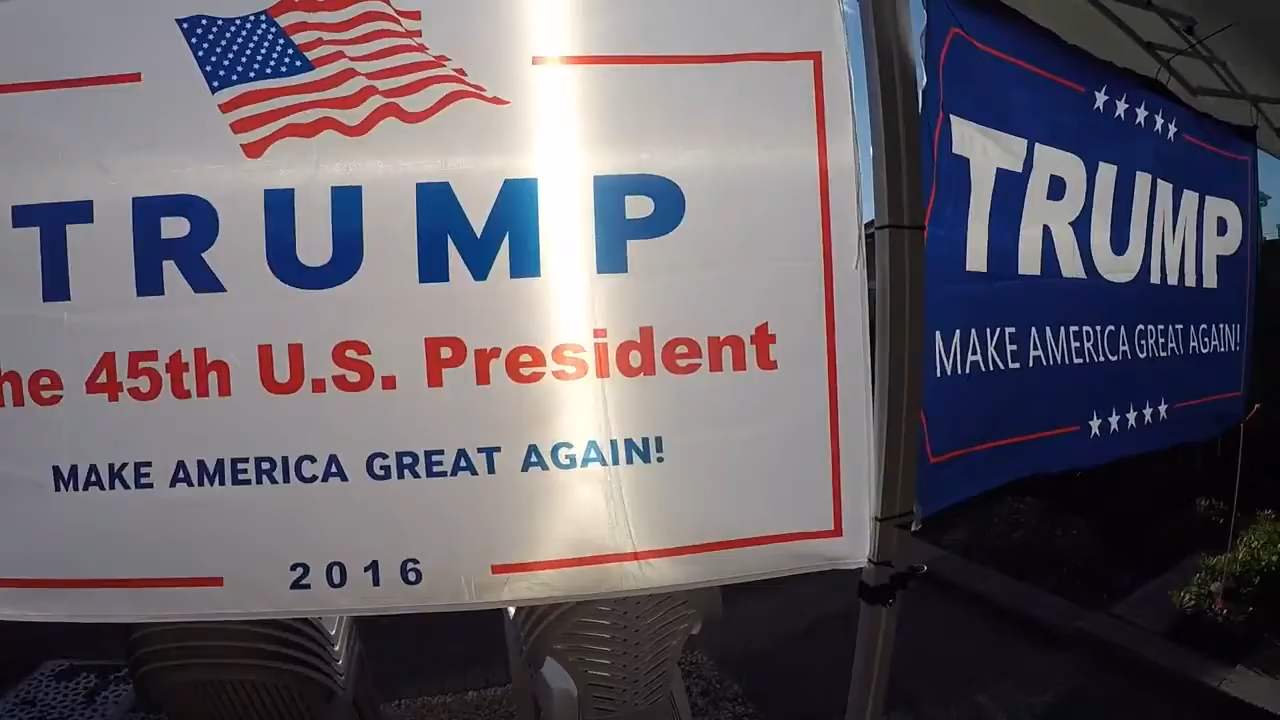 TRUMP
he 45th U.S. President
MAKE AMERICA GREAT AGAIN!
2016
TRUMP
MAKE AMERICA GREAT AGAIN!